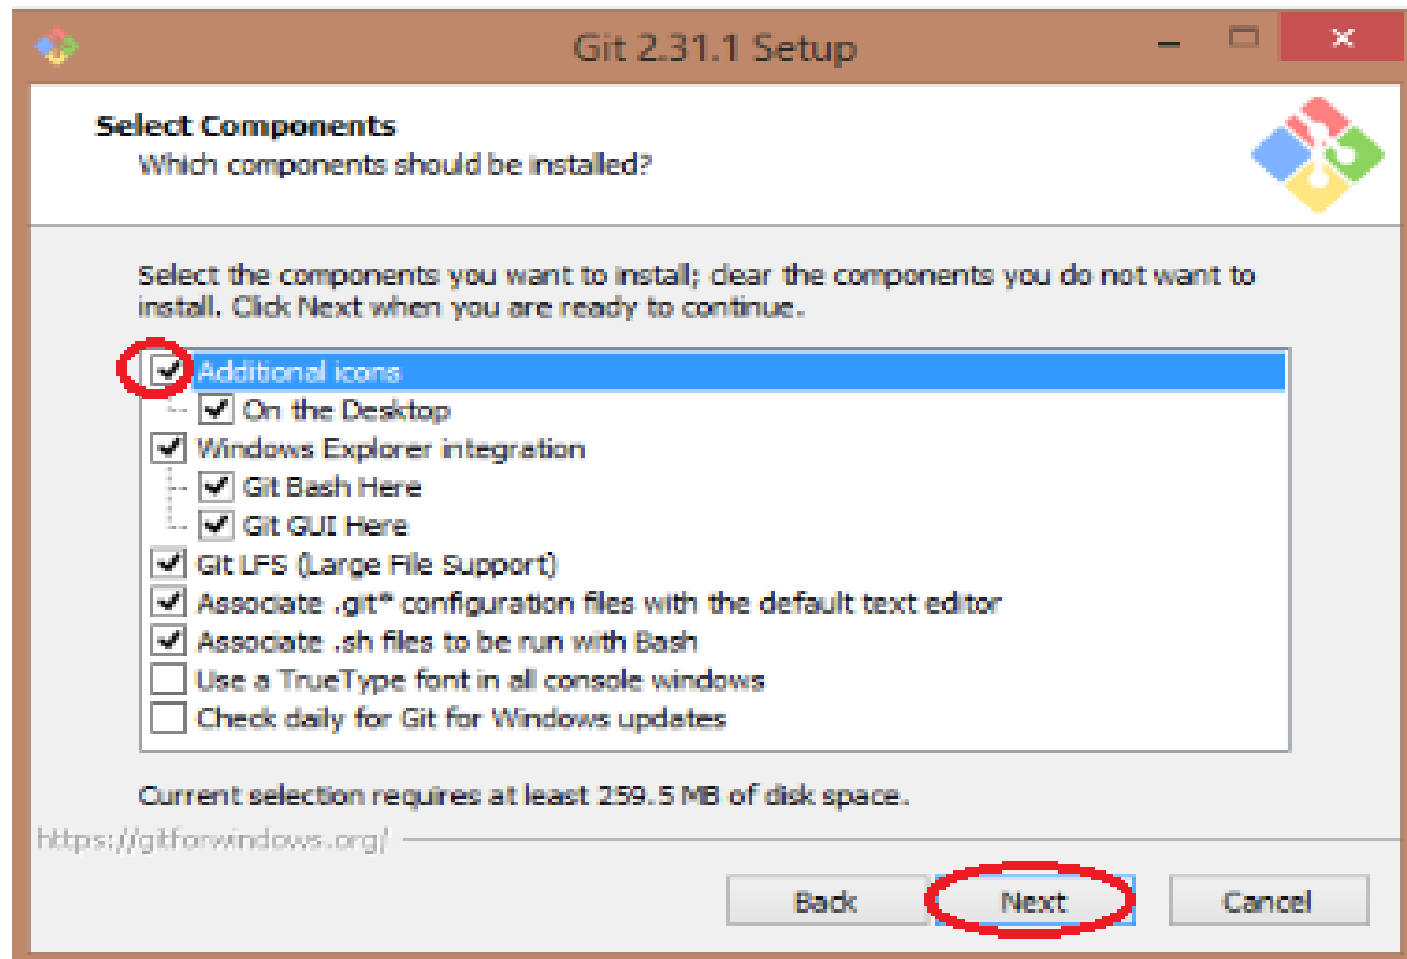 Git 2.31.1 Setup
Select Components
Which components should be installed?
Select the components you want to install; clear the components you do not want to
install. Click Next when you are ready to continue.
Additional icons
On the Desktop
Windows Explorer integration
Git Bash Here
Git GUI Here
Git LFS (Large File Support)
Associate .git* configuration files with the default text editor
Associate .sh files to be run with Bash
Use a TrueType font in all console windows
Check daily for Git for Windows updates
Current selection requires at least 259.5 MB of disk space.
https://gitforwindows.org/
Back Next Cancel